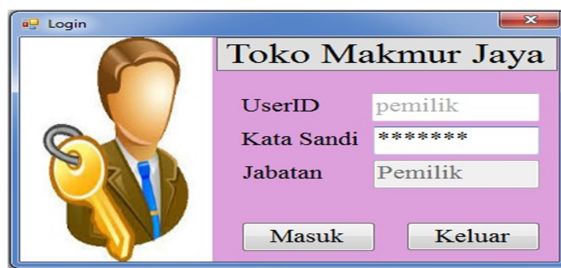 Login
Toko Makmur Jaya
UserID pemilik
Kata Sandi *******
Jabatan Pemilik
Masuk Keluar